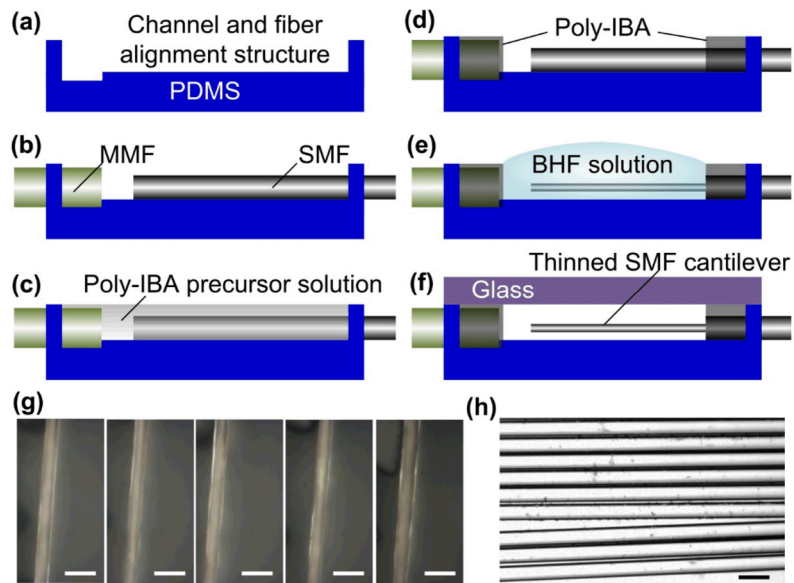 (a)
Channel and fiber
alignment structure
PDMS
(b)
MMF
SMF
(c)
Poly-IBA precursor solution
(d)
Poly-IBA
(e)
BHF solution
(f)
Thinned SMF cantilever
Glass
(g)
(h)